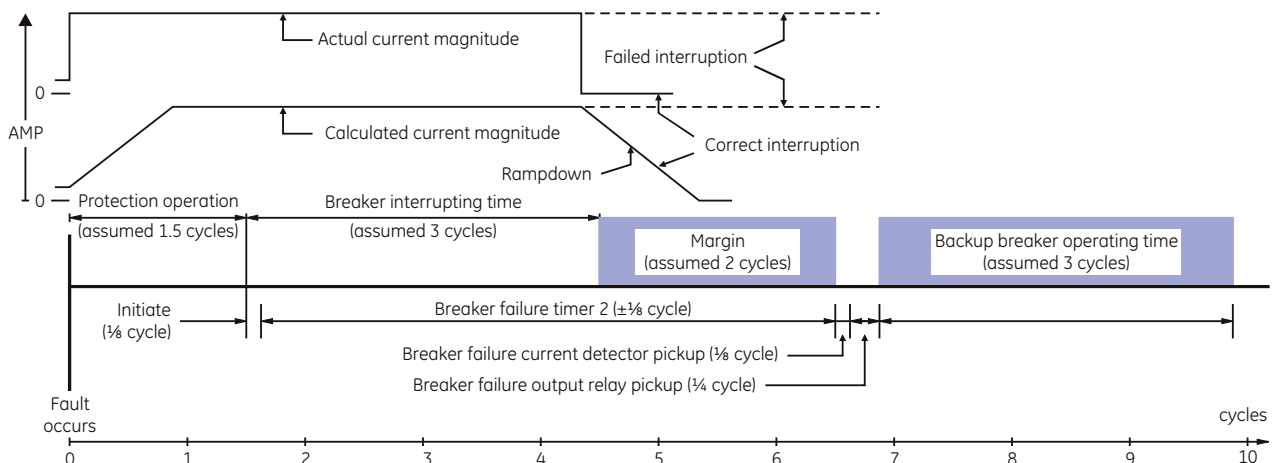 Actual current magnitude
Failed interruption
0
AMP
Calculated current magnitude
Correct interruption
Rampdown
0
Protection operation
(assumed 1.5 cycles)
Breaker interrupting time
(assumed 3 cycles)
Margin
(assumed 2 cycles)
Backup breaker operating time
(assumed 3 cycles)
Initiate
(⅛ cycle)
Breaker failure timer 2 (±⅛ cycle)
Breaker failure current detector pickup (⅛ cycle)
Breaker failure output relay pickup (¼ cycle)
Fault
occurs
cycles
0 1 2 3 4 5 6 7 8 9 10